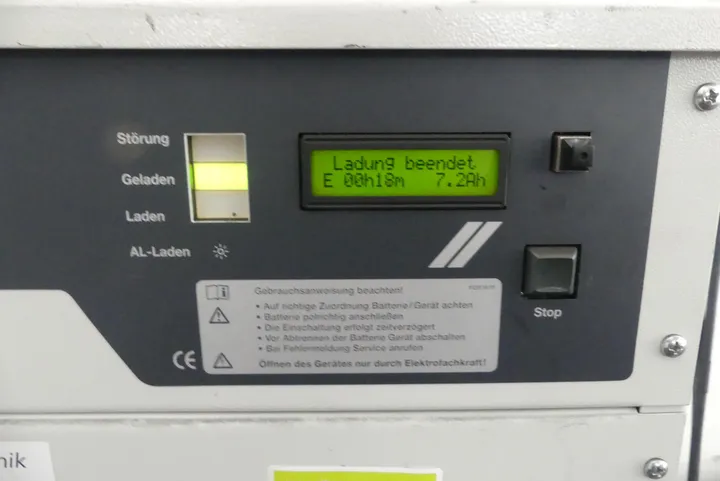 Störung
Geladen
Laden
AL-Laden
Ladung beendet
E 00h18m 7.2Ah
Stop
Gebrauchsanweisung beachten!
• Auf richtige Zuordnung Batterie/Gerät achten
• Batterie polrichtig anschließen
• Die Einschaltung erfolgt zeitverzögert
• Vor Abtrennen der Batterie Gerät abschalten
• Bei Fehlermeldung Service anrufen
Öffnen des Gerätes nur durch Elektrofachkraft!
CE
nik